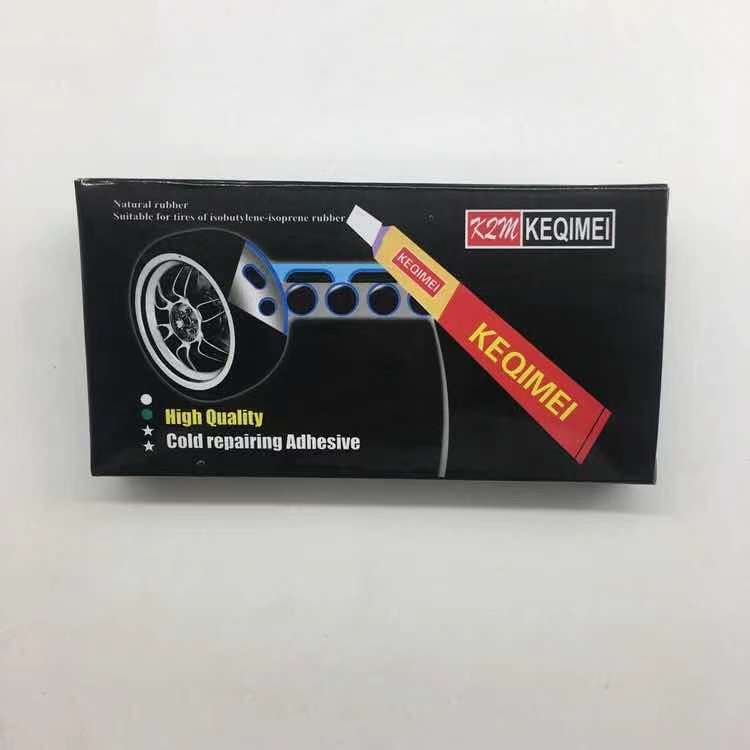 Natural rubber
Suitable for tires of isobutylene-isoprene rubber
KQM KEQIMEI
KEQIMEI
KEQIMEI
High Quality
Cold repairing Adhesive